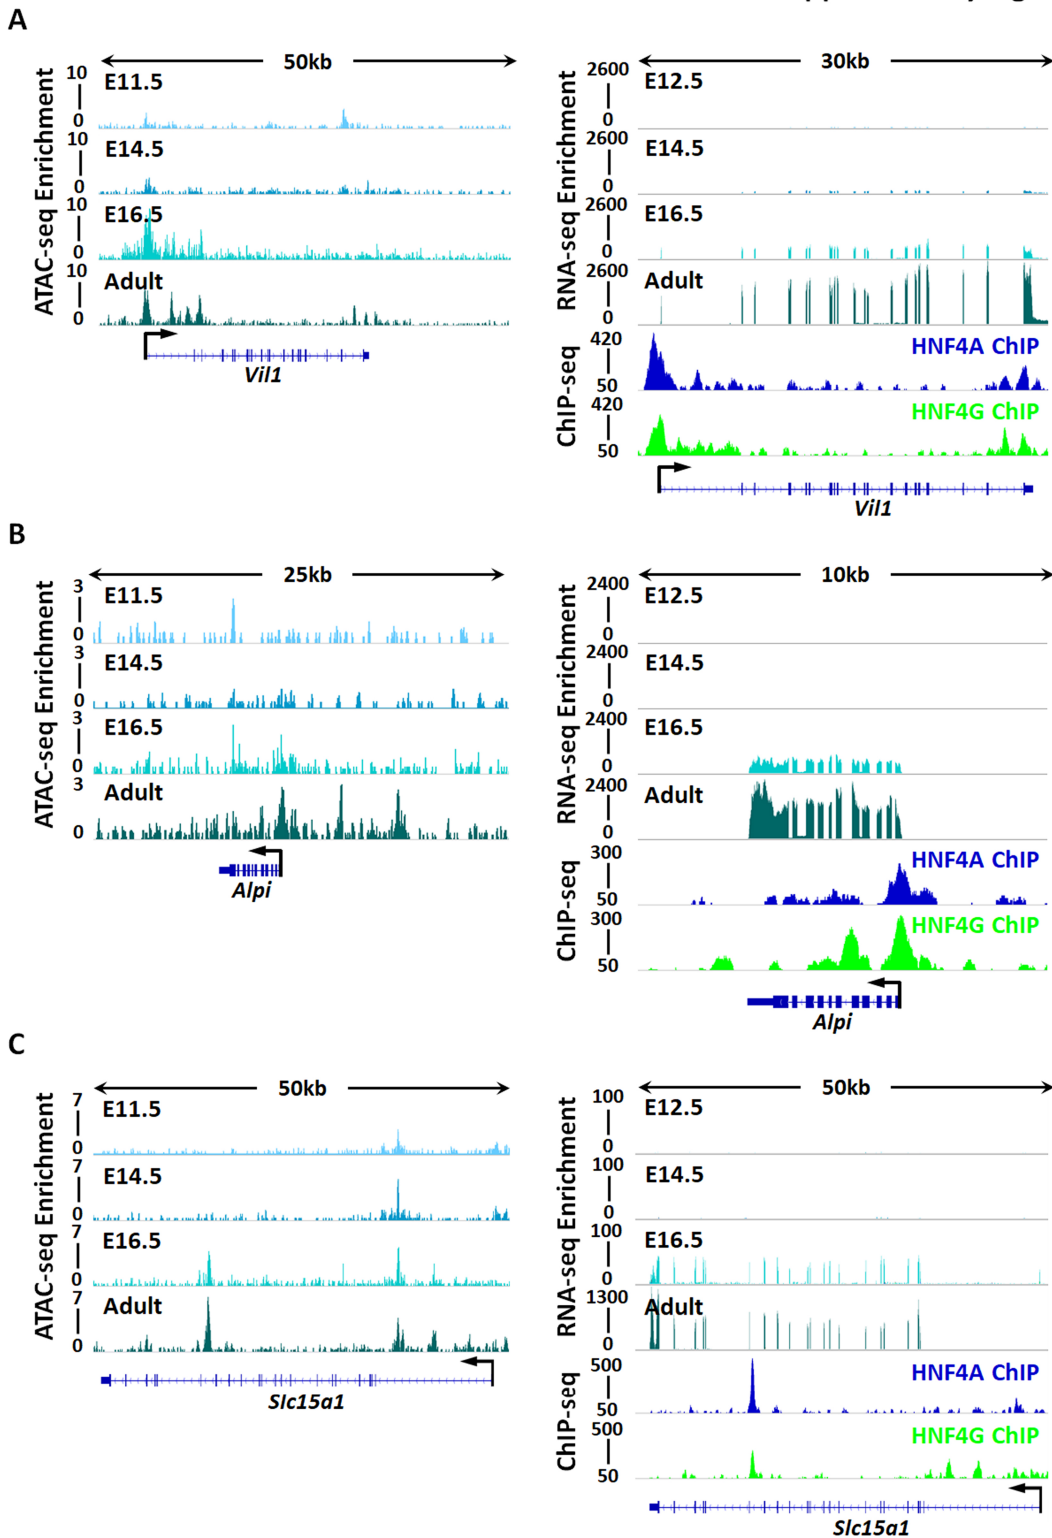 A
50kb
ATAC-seq Enrichment
10
0
E11.5
10
0
E14.5
10
0
E16.5
10
0
Adult
Vil1
30kb
RNA-seq Enrichment
2600
0
E12.5
2600
0
E14.5
2600
0
E16.5
2600
0
Adult
ChIP-seq
420
50
HNF4A ChIP
420
50
HNF4G ChIP
Vil1
B
25kb
ATAC-seq Enrichment
3
0
E11.5
3
0
E14.5
3
0
E16.5
3
0
Adult
Alpi
10kb
RNA-seq Enrichment
2400
0
E12.5
2400
0
E14.5
2400
0
E16.5
2400
0
Adult
ChIP-seq
300
50
HNF4A ChIP
300
50
HNF4G ChIP
Alpi
C
50kb
ATAC-seq Enrichment
7
0
E11.5
7
0
E14.5
7
0
E16.5
7
0
Adult
Slc15a1
50kb
RNA-seq Enrichment
100
0
E12.5
100
0
E14.5
100
0
E16.5
1300
0
Adult
ChIP-seq
500
50
HNF4A ChIP
500
50
HNF4G ChIP
Slc15a1